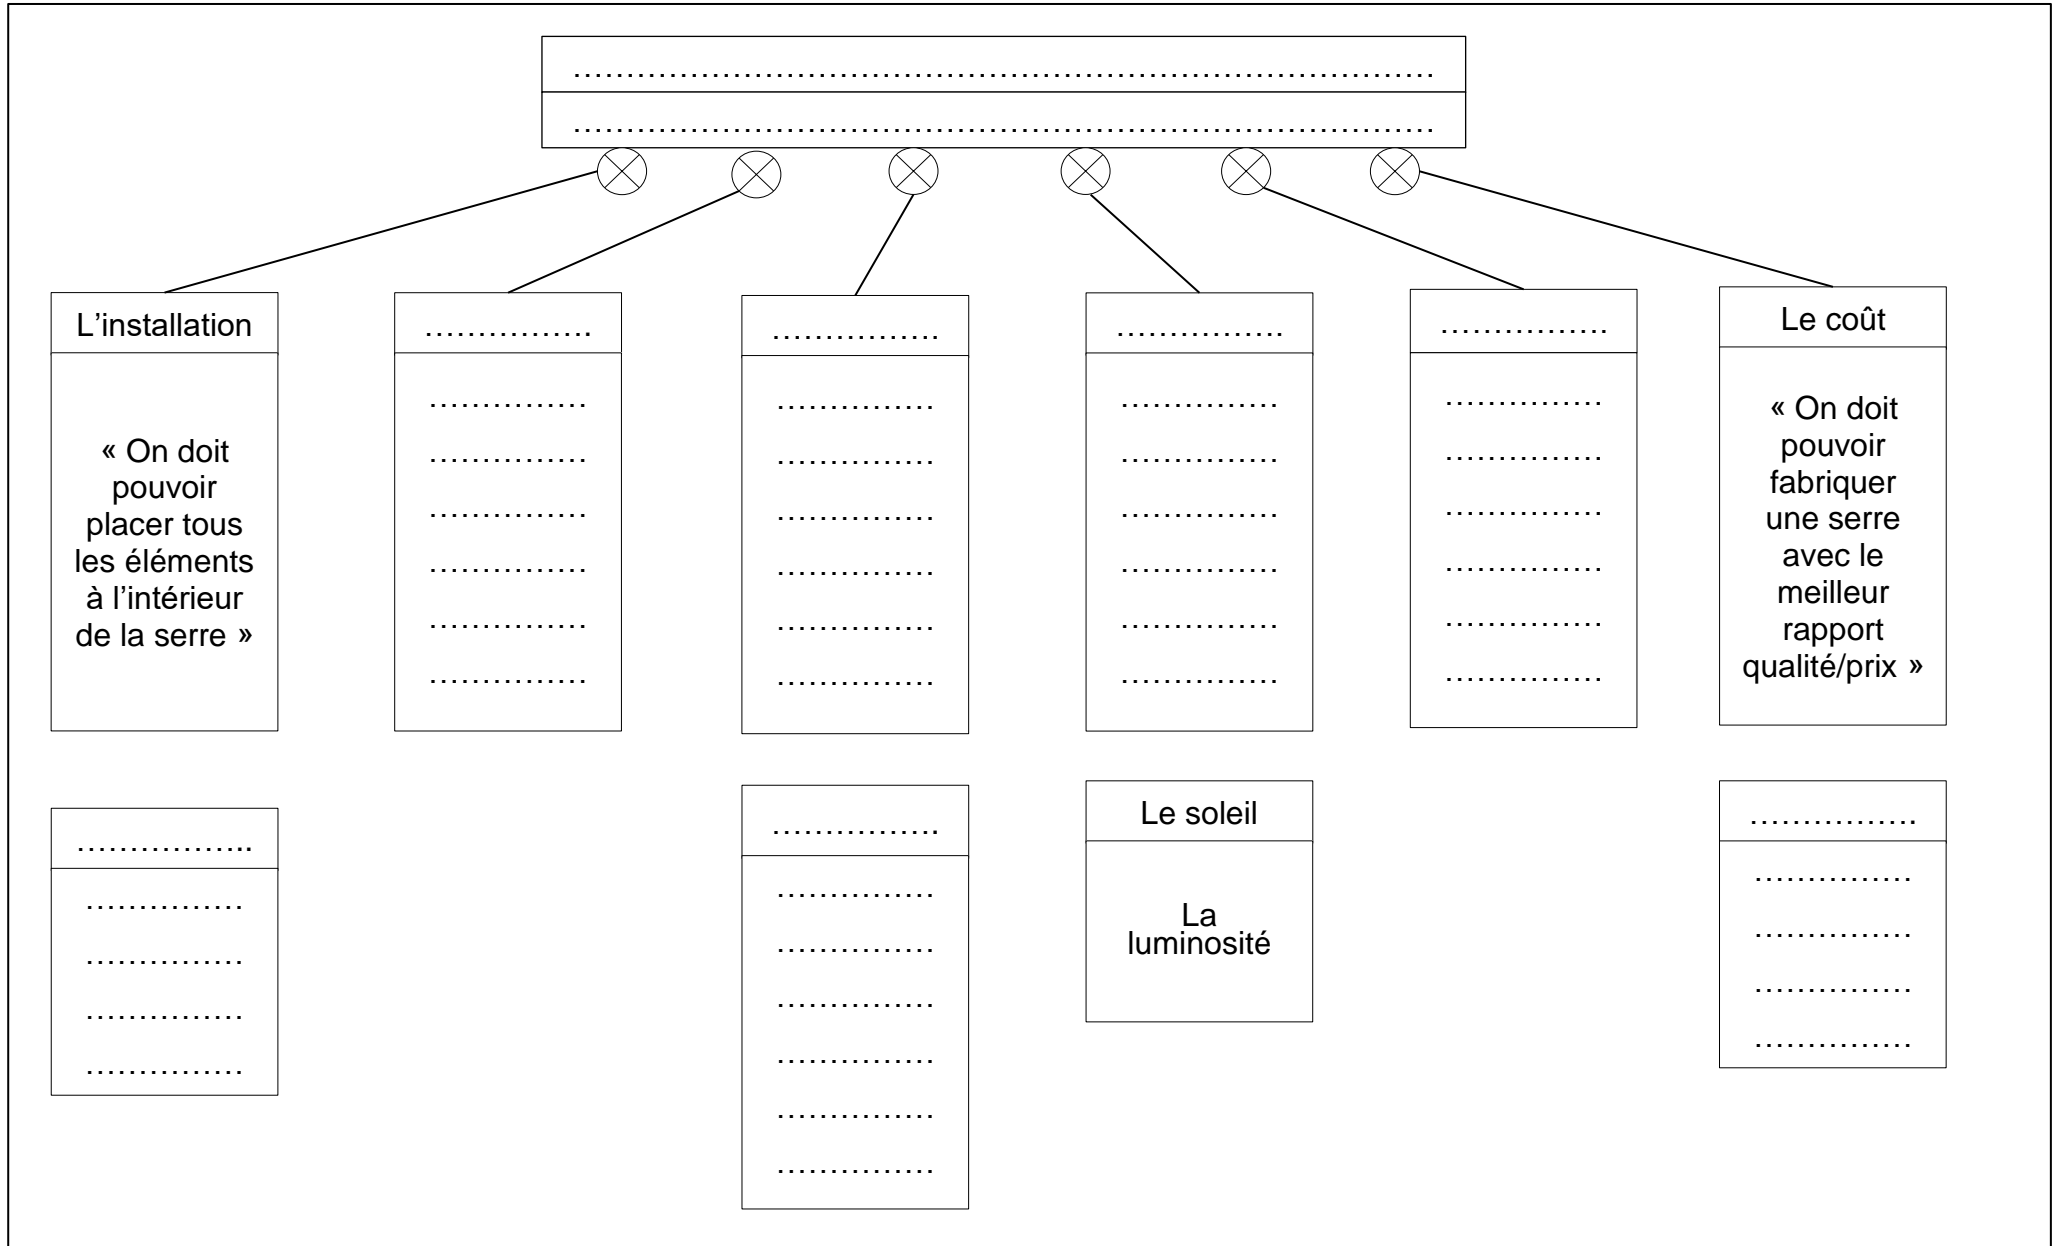 ……………………………………………………………………………
……………………………………………………………………………
L’installation
« On doit
pouvoir
placer tous
les éléments
à l’intérieur
de la serre »
…………….
……………
……………
……………
……………
……………
……………
…………….
……………
……………
……………
……………
……………
……………
…………….
……………
……………
……………
……………
……………
……………
…………….
……………
……………
……………
……………
……………
……………
Le coût
« On doit
pouvoir
fabriquer
une serre
avec le
meilleur
rapport
qualité/prix »
……………..
……………
……………
……………
……………
…………….
……………
……………
……………
……………
……………
……………
Le soleil
La
luminosité
…………….
……………
……………
……………
……………